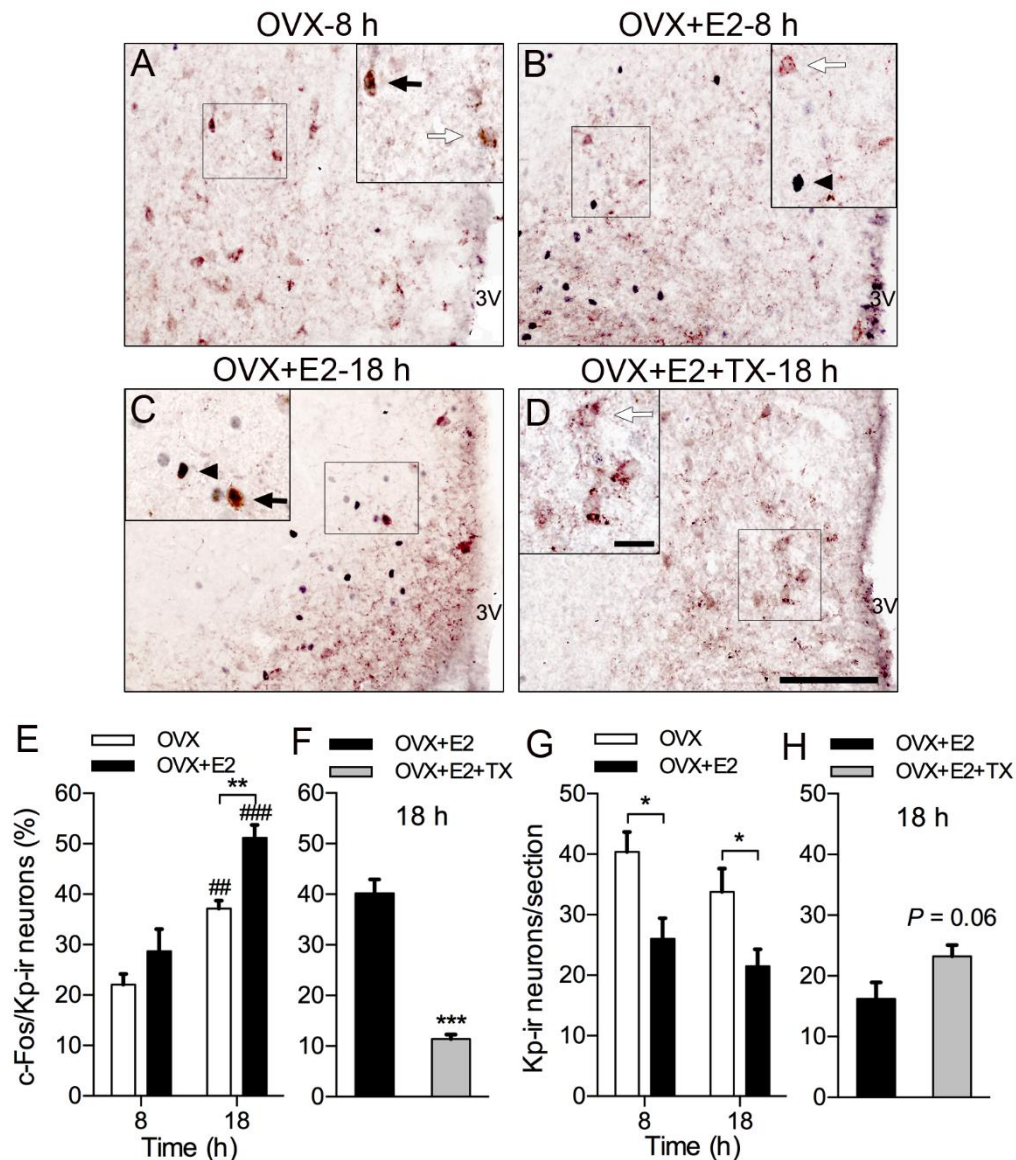 OVX-8 h
OVX+E2-8 h
A
B
3V
3V
OVX+E2-18 h
OVX+E2+TX-18 h
C
D
3V
3V
E
OVX
OVX+E2
F
OVX+E2
OVX+E2+TX
G
OVX
OVX+E2
H
OVX+E2
OVX+E2+TX
c-Fos/Kp-ir neurons (%)
60
50
40
30
20
10
0
**
##
###
8
18
Time (h)
60
50
40
30
20
10
0
18 h
***
Kp-ir neurons/section
50
40
30
20
10
0
*
*
8
18
Time (h)
50
40
30
20
10
0
18 h
P = 0.06